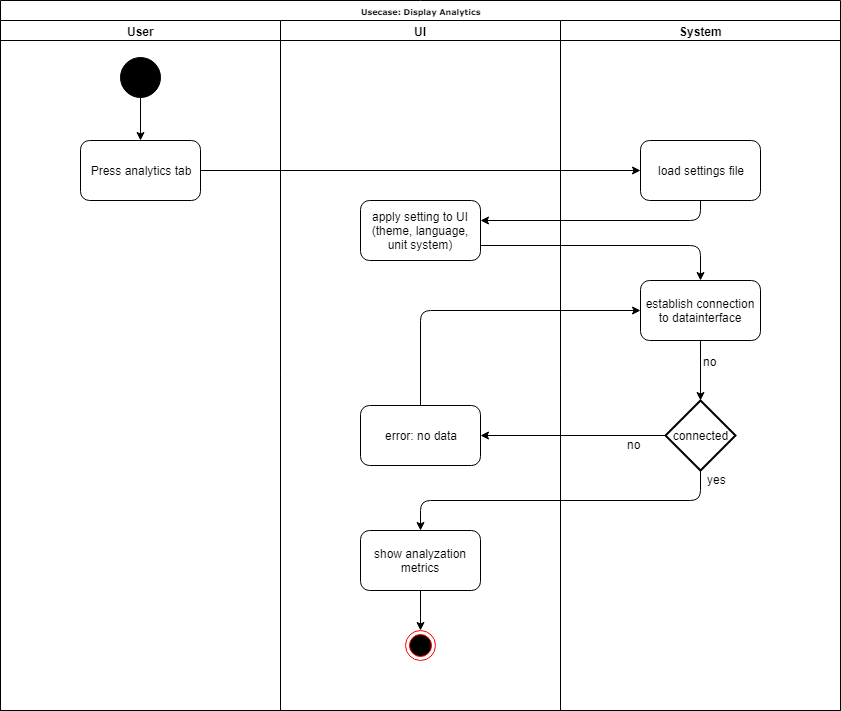 Usecase: Display Analytics
User
UI
System
Press analytics tab
load settings file
apply setting to UI
(theme, language,
unit system)
establish connection
to datainterface
no
error: no data
no
connected
yes
show analyzation
metrics